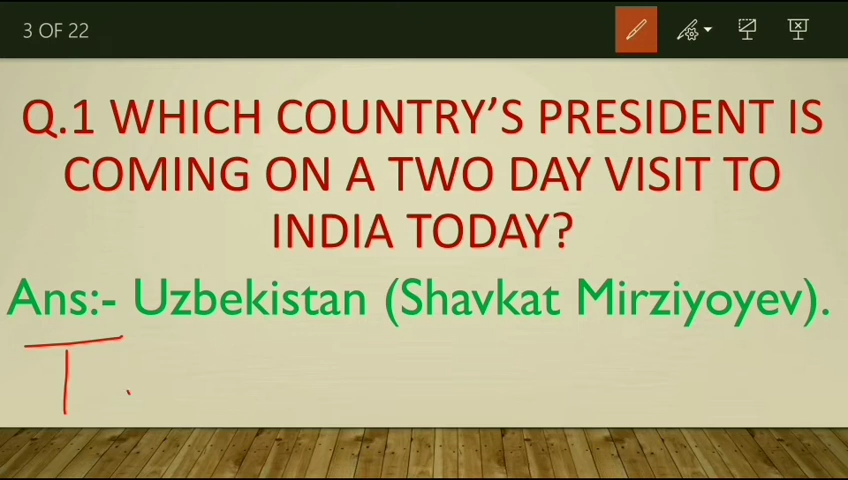 3 OF 22
Q.1 WHICH COUNTRY’S PRESIDENT IS
COMING ON A TWO DAY VISIT TO
INDIA TODAY?
Ans:- Uzbekistan (Shavkat Mirziyoyev).
T